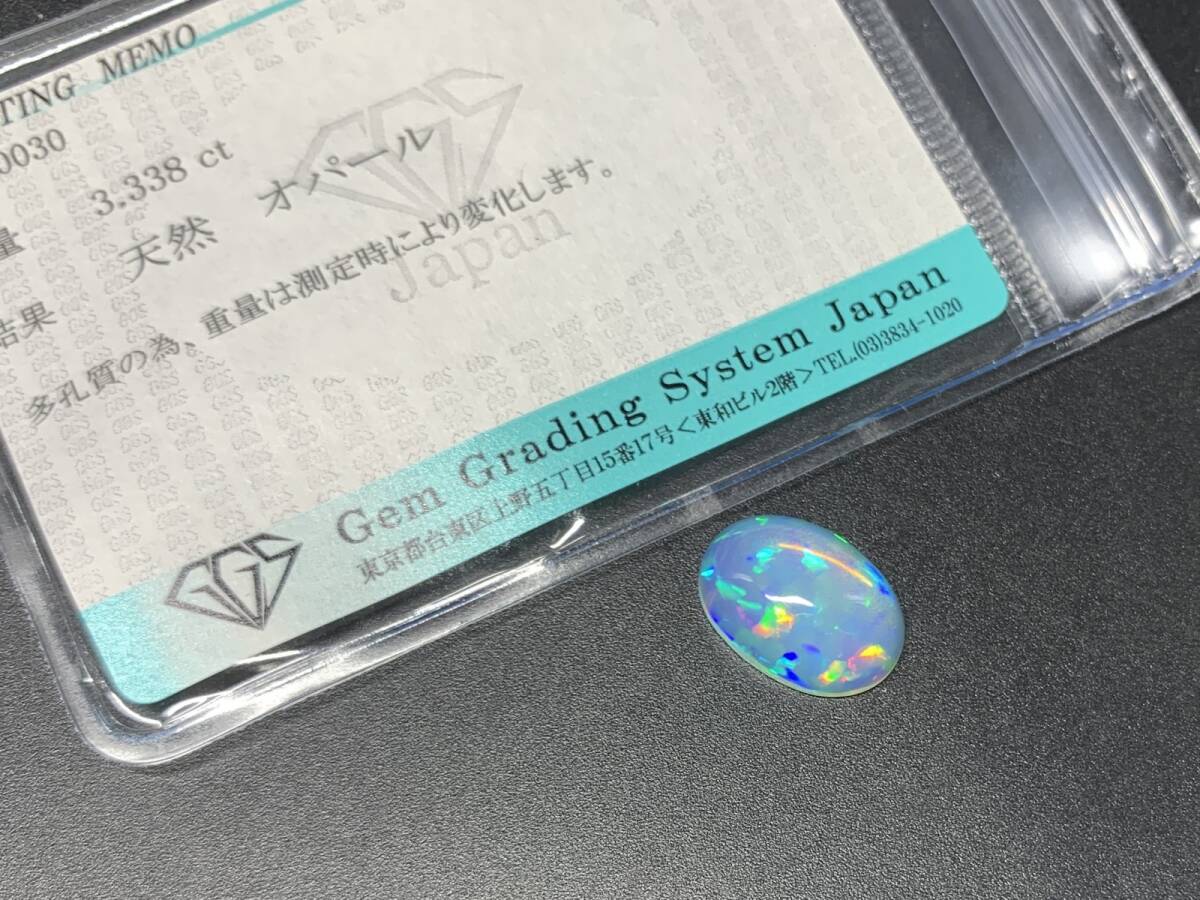 TING MEMO
0030
量 3.338 ct
結果 天然 オパール
多孔質の為、重量は測定時により変化します。
GGS
Japan
Gem Grading System Japan
東京都台東区上野五丁目15番17号<東和ビル2階>TEL.(03)3834-1020
GGS